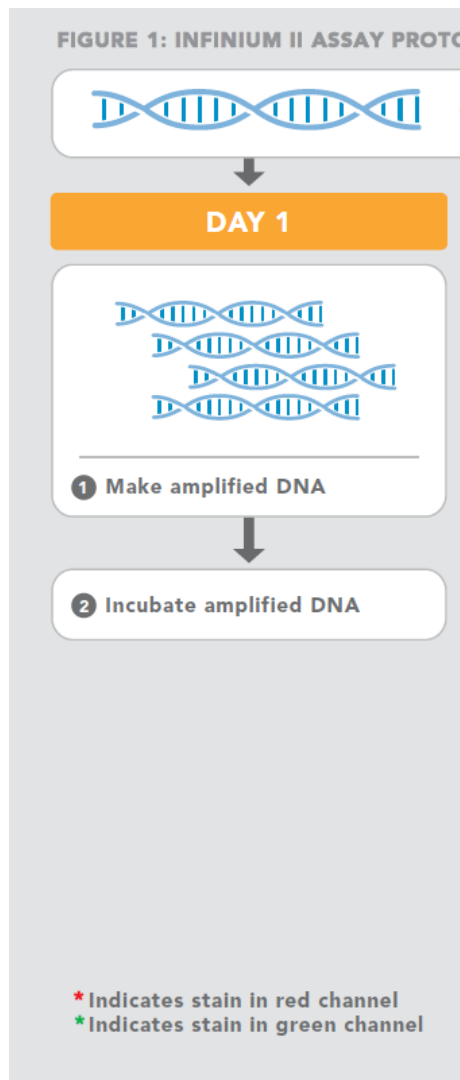 FIGURE 1: INFINIUM II ASSAY PROTO
DAY 1
1 Make amplified DNA
2 Incubate amplified DNA
*Indicates stain in red channel
*Indicates stain in green channel